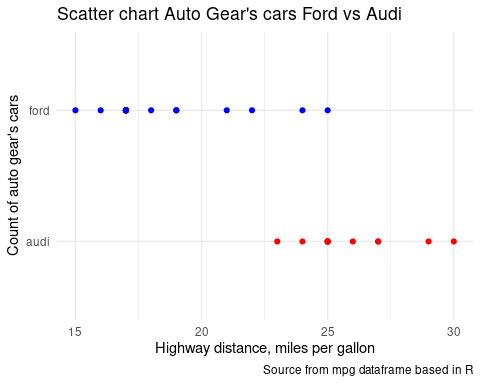 Scatter chart Auto Gear's cars Ford vs Audi
Count of auto gear's cars
ford
audi
15 20 25 30
Highway distance, miles per gallon
Source from mpg dataframe based in R